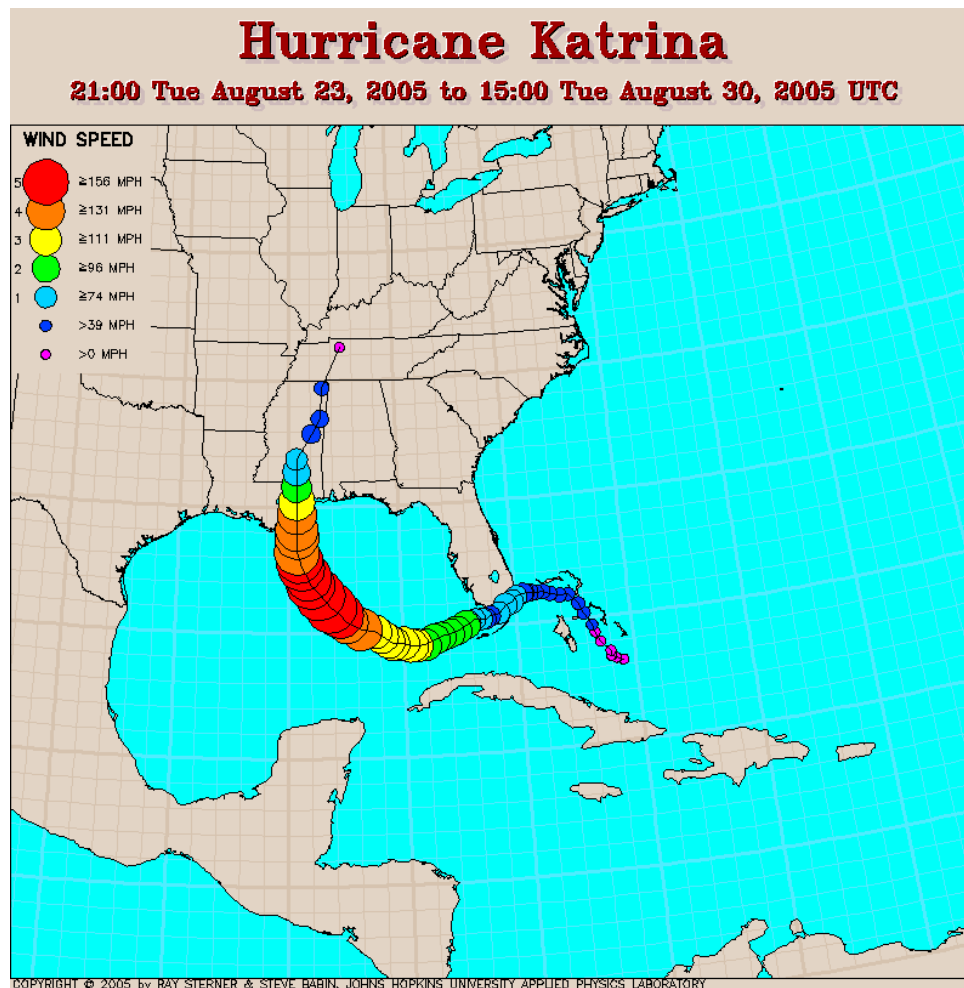 Hurricane Katrina
21:00 Tue August 23, 2005 to 15:00 Tue August 30, 2005 UTC
WIND SPEED
5 ≥156 MPH
4 ≥131 MPH
3 ≥111 MPH
2 ≥96 MPH
1 ≥74 MPH
>39 MPH
>0 MPH
COPYRIGHT © 2005 by RAY STERNER & STEVE BABIN, JOHNS HOPKINS UNIVERSITY APPLIED PHYSICS LABORATORY